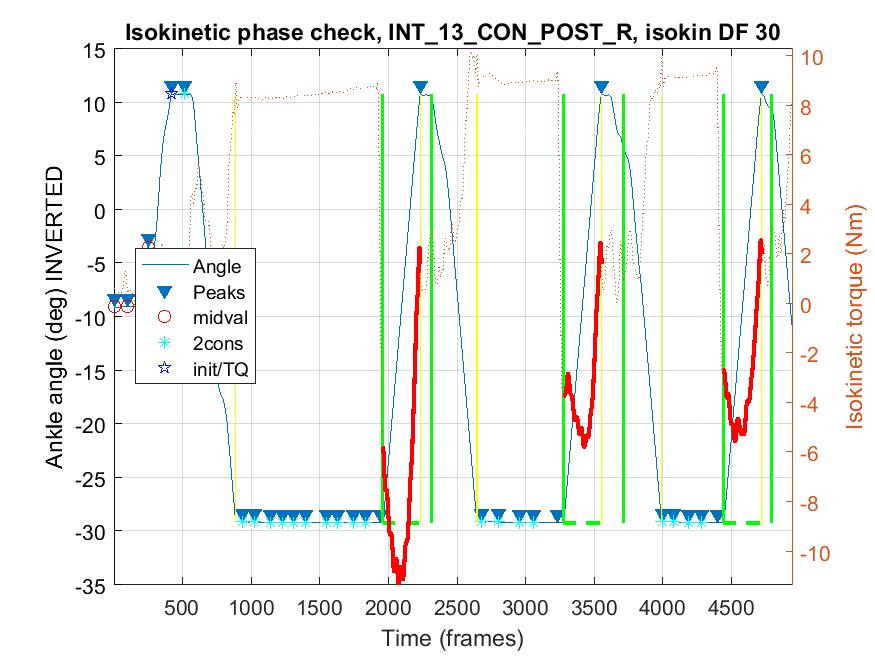 Isokinetic phase check, INT_13_CON_POST_R, isokin DF 30
Ankle angle (deg) INVERTED
15
10
5
0
-5
-10
-15
-20
-25
-30
-35
Angle
Peaks
midval
2cons
init/TQ
10
8
6
4
2
0
-2
-4
-6
-8
-10
Isokinetic torque (Nm)
500 1000 1500 2000 2500 3000 3500 4000 4500
Time (frames)